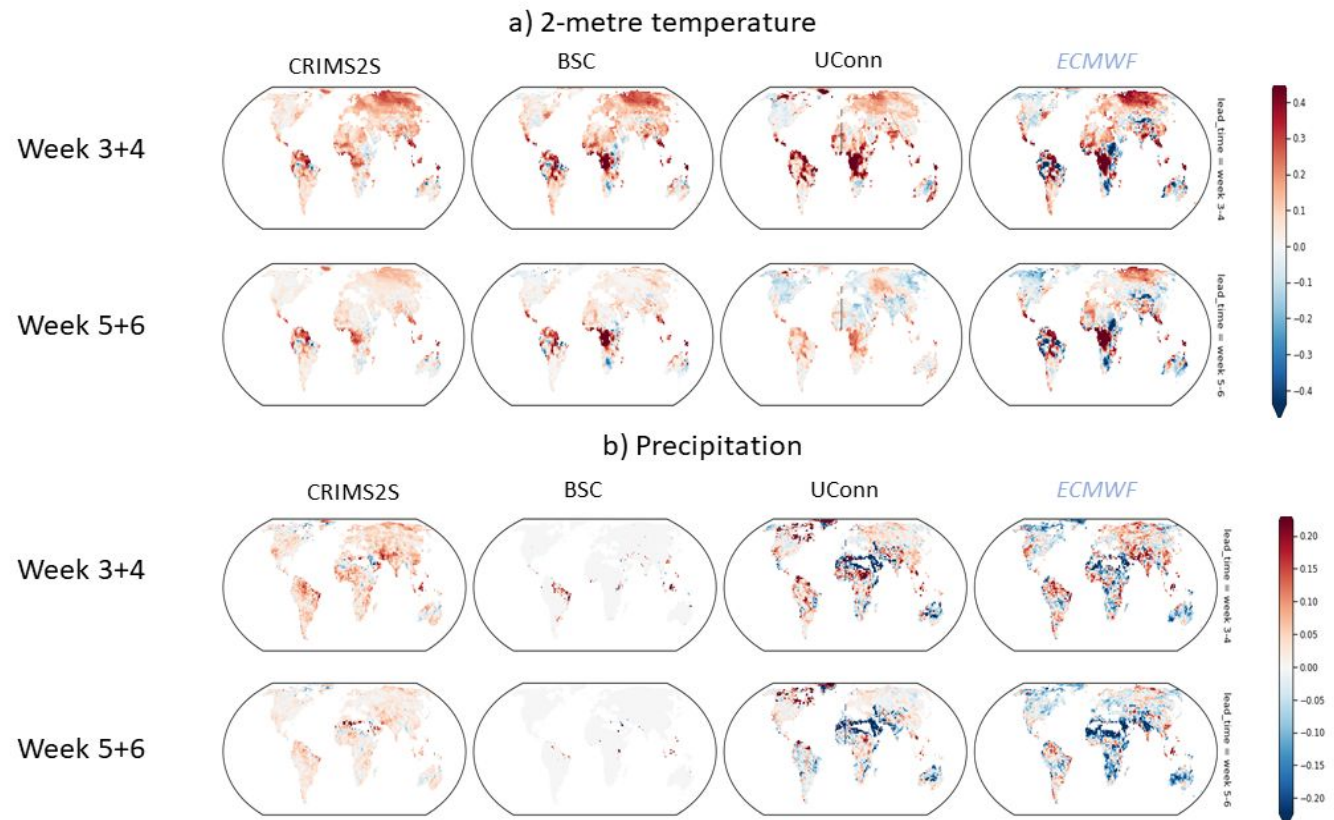 a) 2-metre temperature
CRIMS2S BSC UConn ECMWF
Week 3+4
lead_time = week 3-4
Week 5+6
lead_time = week 5-6
0.4
0.3
0.2
0.1
0.0
−0.1
−0.2
−0.3
−0.4
b) Precipitation
CRIMS2S BSC UConn ECMWF
Week 3+4
lead_time = week 3-4
Week 5+6
lead_time = week 5-6
0.20
0.15
0.10
0.05
0.00
−0.05
−0.10
−0.15
−0.20